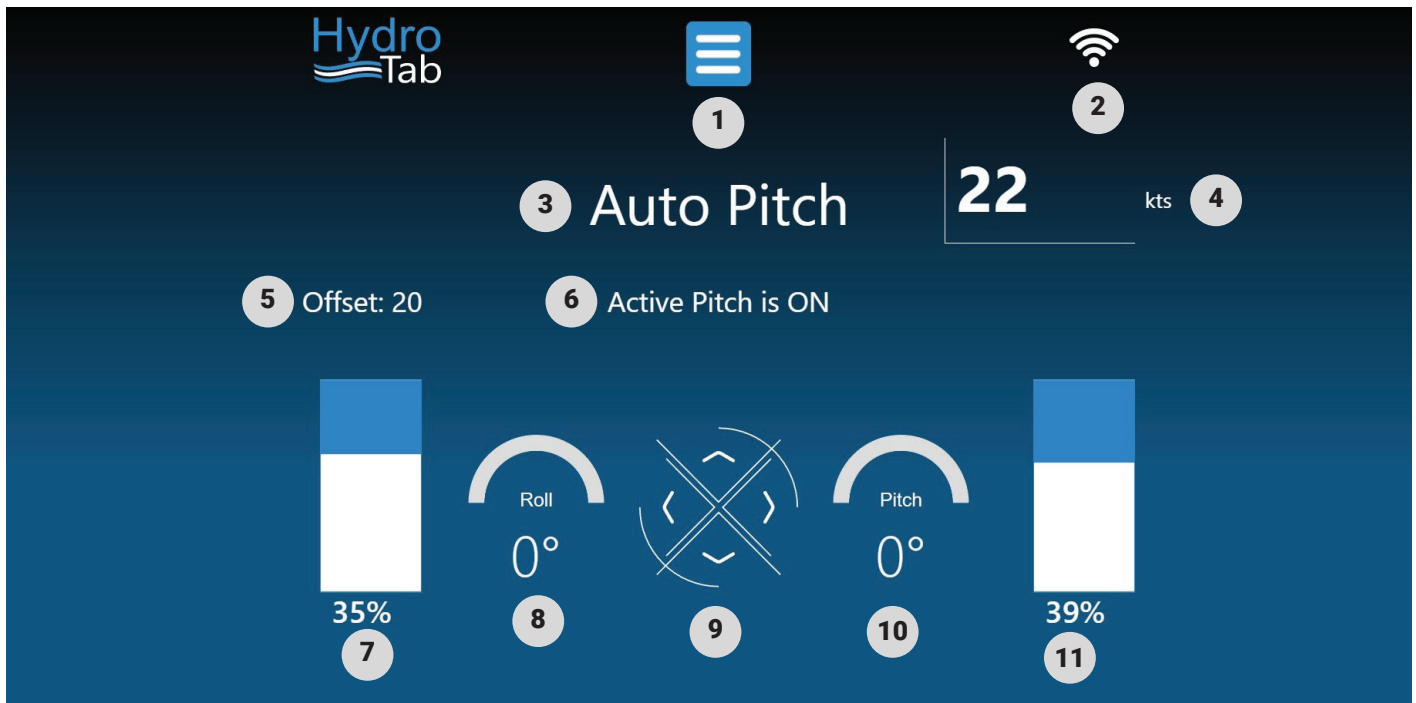 Hydro
Tab
1
2
3 Auto Pitch
22 kts 4
5 Offset: 20
6 Active Pitch is ON
Roll
0°
Pitch
0°
35%
39%
7
8
9
10
11